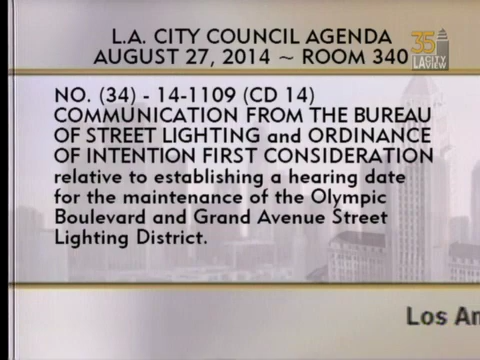 L.A. CITY COUNCIL AGENDA
AUGUST 27, 2014 ~ ROOM 340
35
LA CITY
VIEW
NO. (34) - 14-1109 (CD 14)
COMMUNICATION FROM THE BUREAU
OF STREET LIGHTING and ORDINANCE
OF INTENTION FIRST CONSIDERATION
relative to establishing a hearing date
for the maintenance of the Olympic
Boulevard and Grand Avenue Street
Lighting District.
Los An